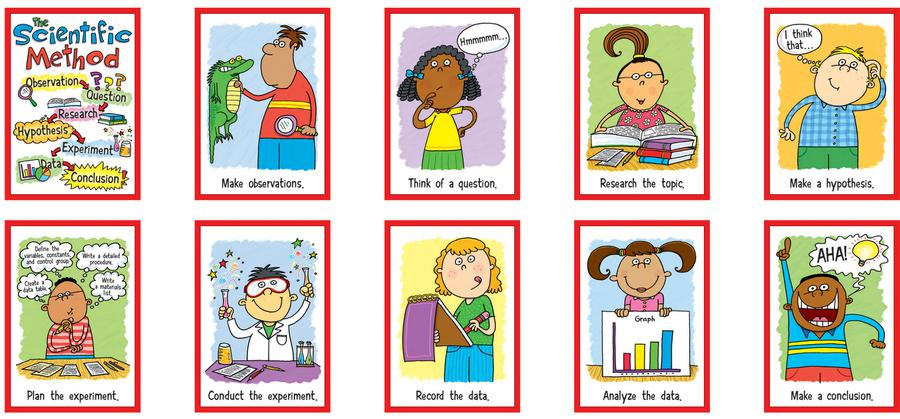 The
Scientific
Method
Observation
? ? ?
Question
Research
Hypothesis
Experiment
Data
Conclusion
Make observations.
Hmmmmm...
Think of a question.
Research the topic.
I think
that...
Make a hypothesis.
Define the
variables, constants,
and control group.
Write a detailed
procedure.
Create a
data table.
Write
a materials
list.
Plan the experiment.
Conduct the experiment.
Record the data.
Graph
Analyze the data.
AHA!
Make a conclusion.